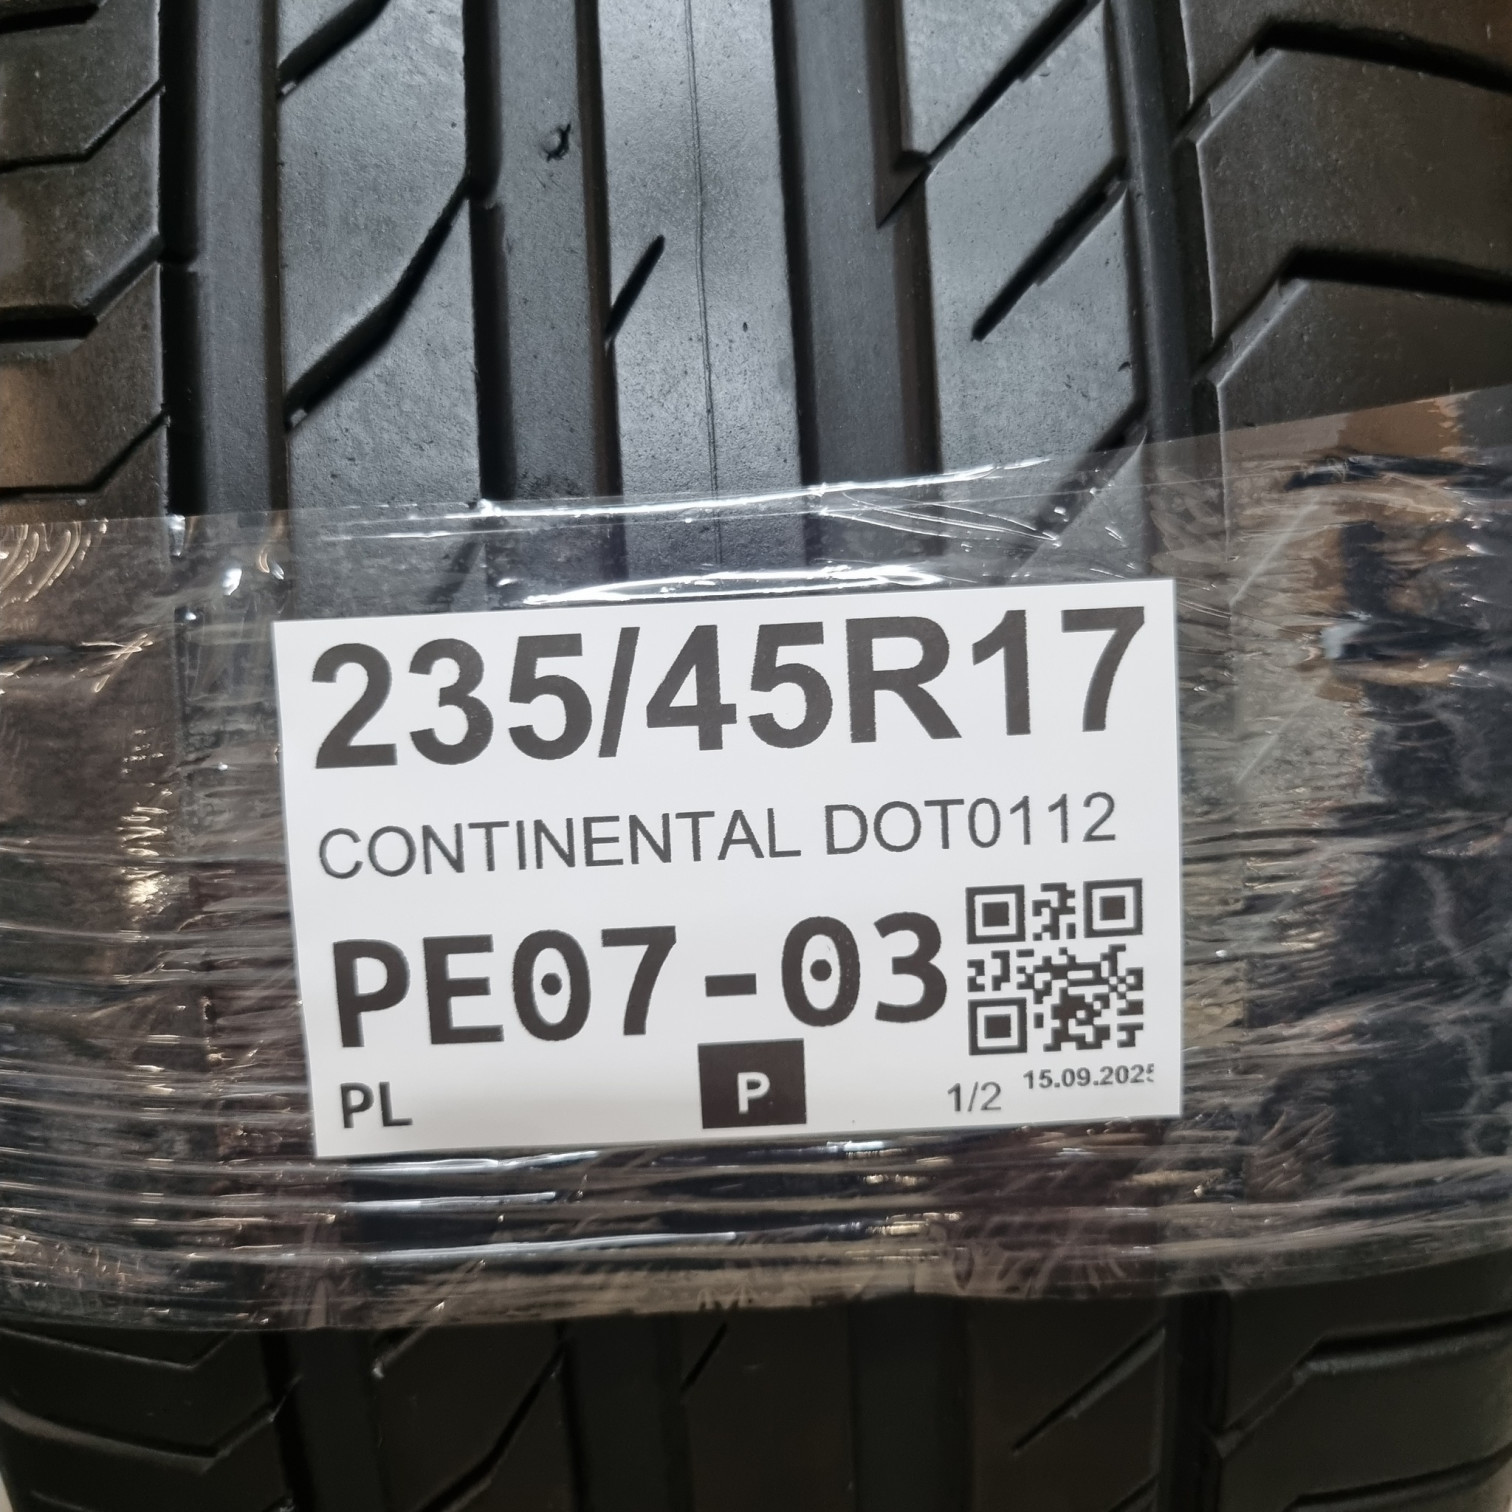 235/45R17
CONTINENTAL DOT0112
PE07-03
PL P 1/2 15.09.2025